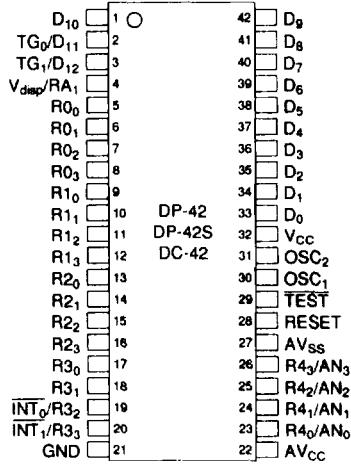 D10 1 42 D9
TG0/D11 2 41 D8
TG1/D12 3 40 D7
Vdisp/RA1 4 39 D6
R00 5 38 D5
R01 6 37 D4
R02 7 36 D3
R03 8 35 D2
R10 9 34 D1
R11 10 DP-42 33 D0
R12 11 DP-42S 32 VCC
R13 12 DC-42 31 OSC2
R20 13 30 OSC1
R21 14 29 TEST
R22 15 28 RESET
R23 16 27 AVSS
R30 17 26 R43/AN3
R31 18 25 R42/AN2
INT0/R32 19 24 R41/AN1
INT1/R33 20 23 R40/AN0
GND 21 22 AVCC